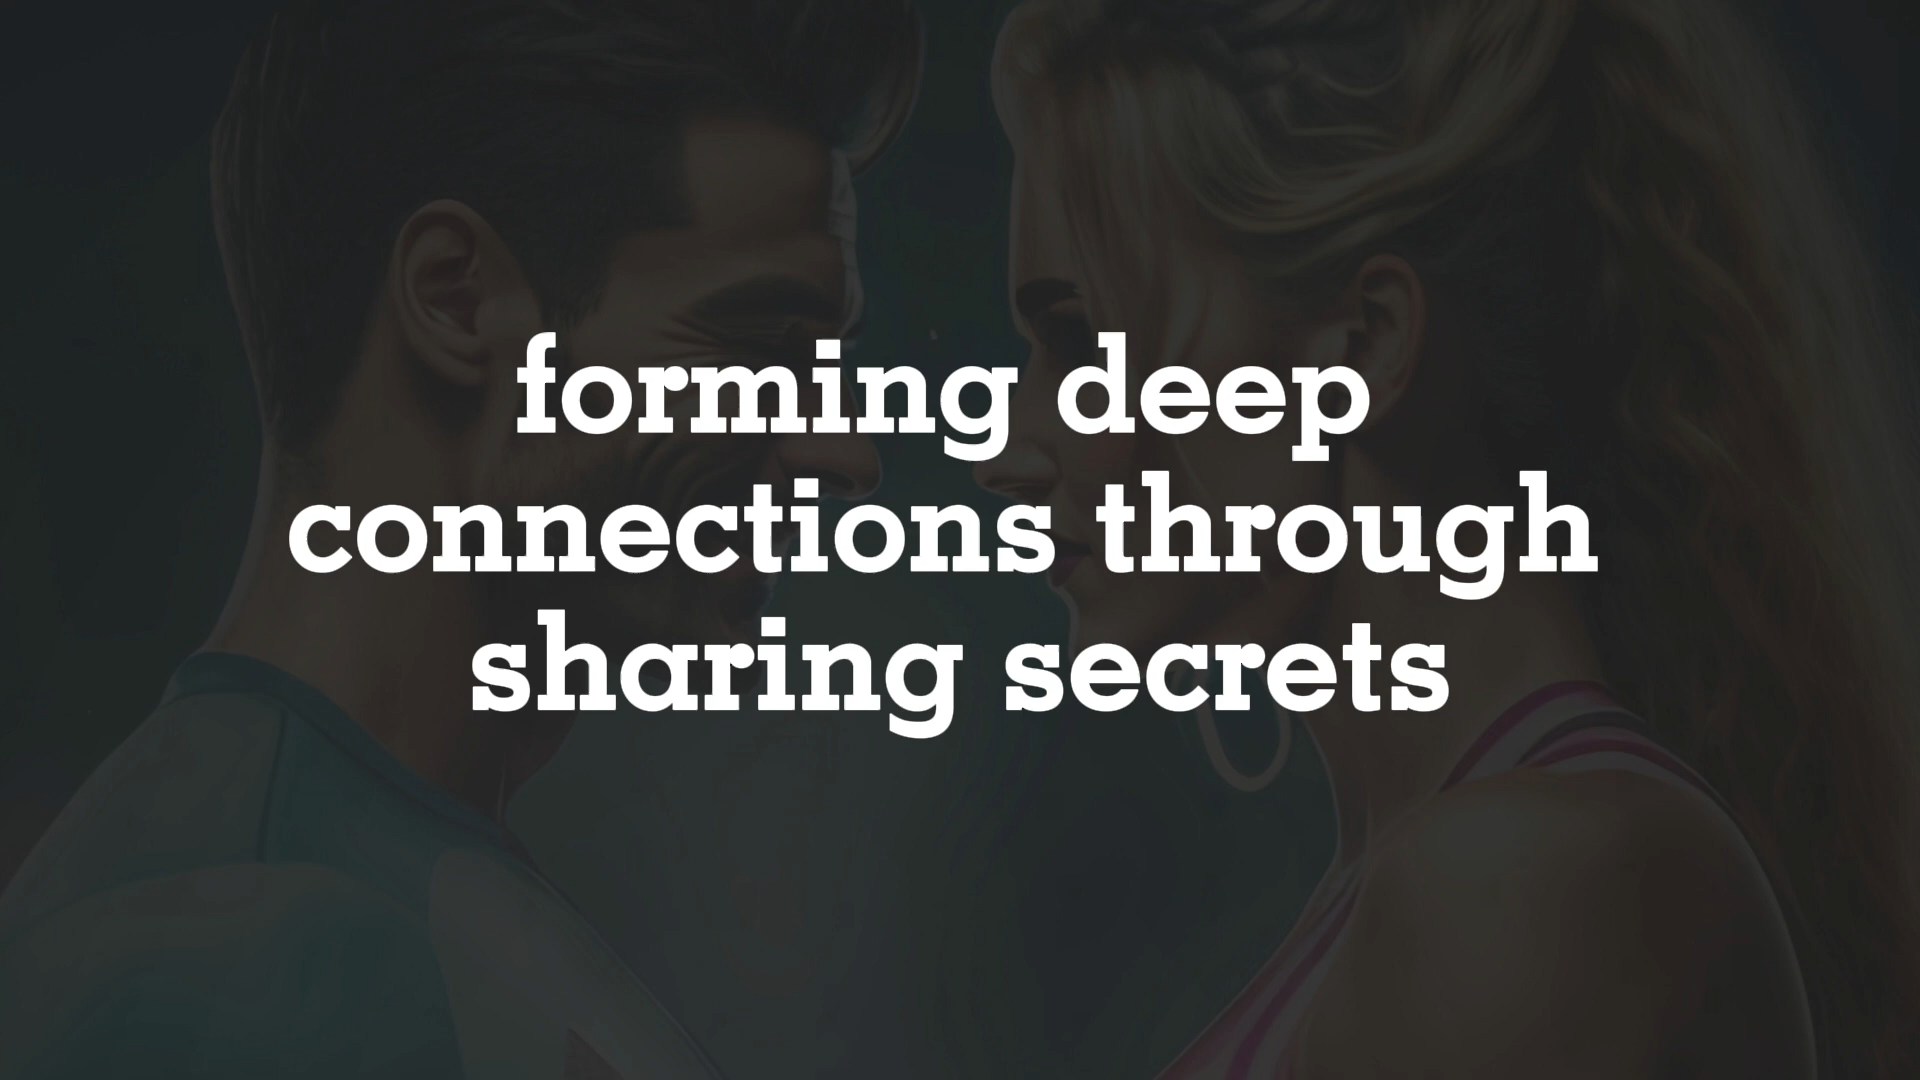 forming deep
connections through
sharing secrets